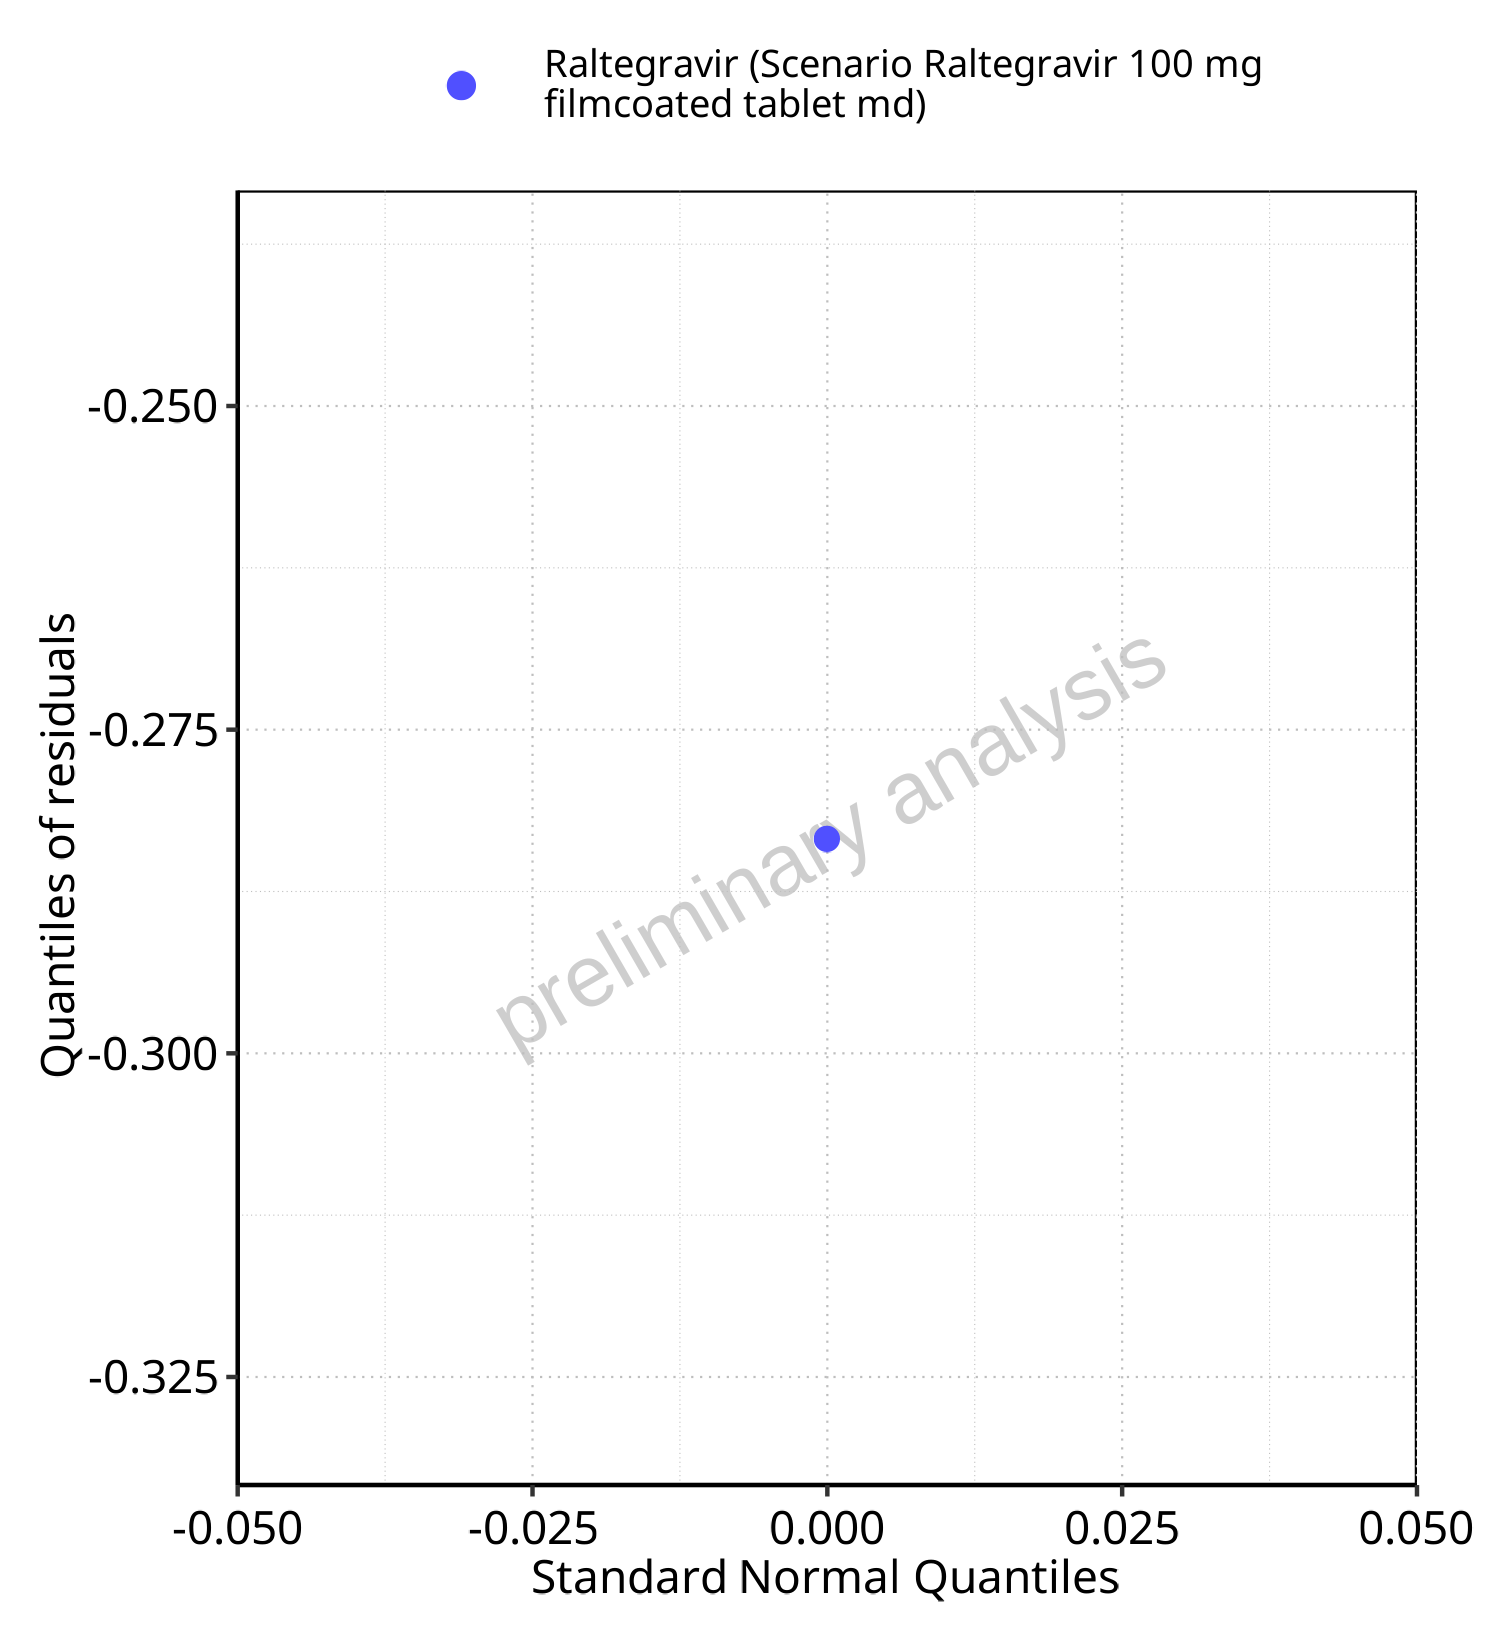 Raltegravir (Scenario Raltegravir 100 mg
filmcoated tablet md)
Quantiles of residuals
-0.250
-0.275
-0.300
-0.325
preliminary analysis
-0.050 -0.025 0.000 0.025 0.050
Standard Normal Quantiles